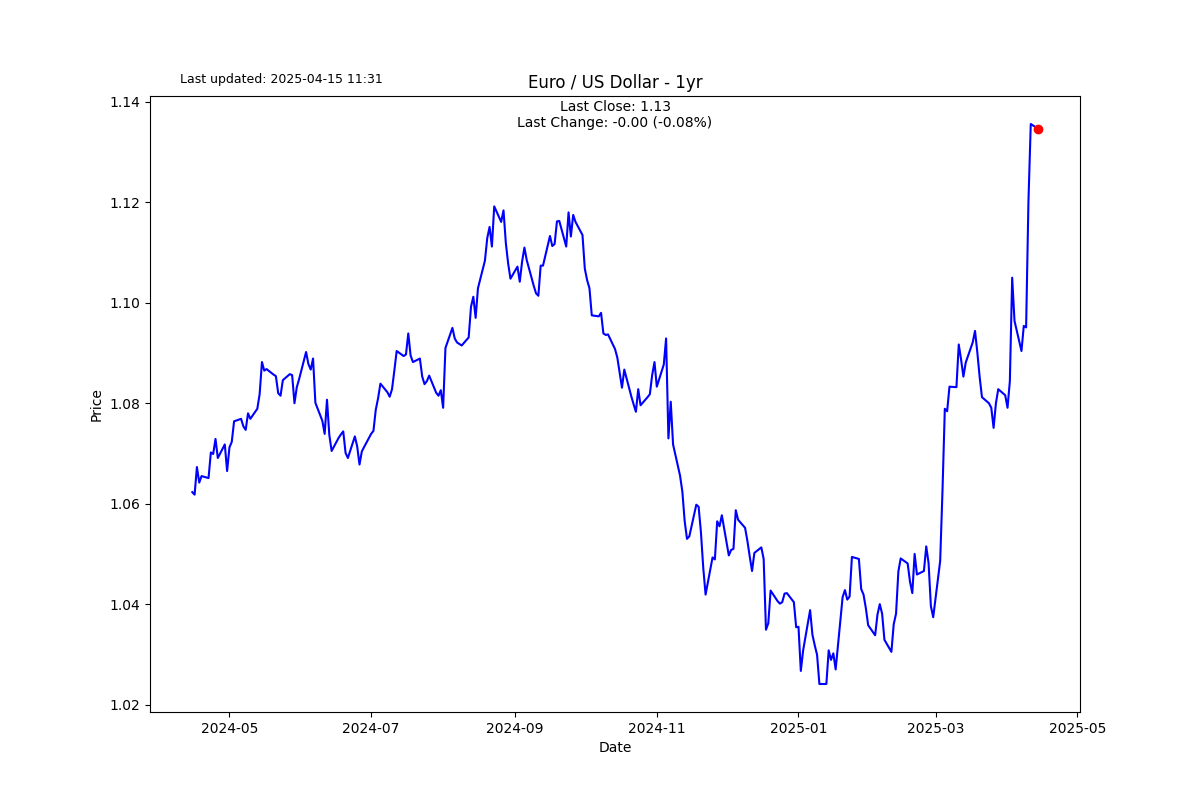 Last updated: 2025-04-15 11:31
Euro / US Dollar - 1yr
Last Close: 1.13
Last Change: -0.00 (-0.08%)
1.14
1.12
1.10
1.08
1.06
1.04
1.02
Price
2024-05
2024-07
2024-09
2024-11
2025-01
2025-03
2025-05
Date